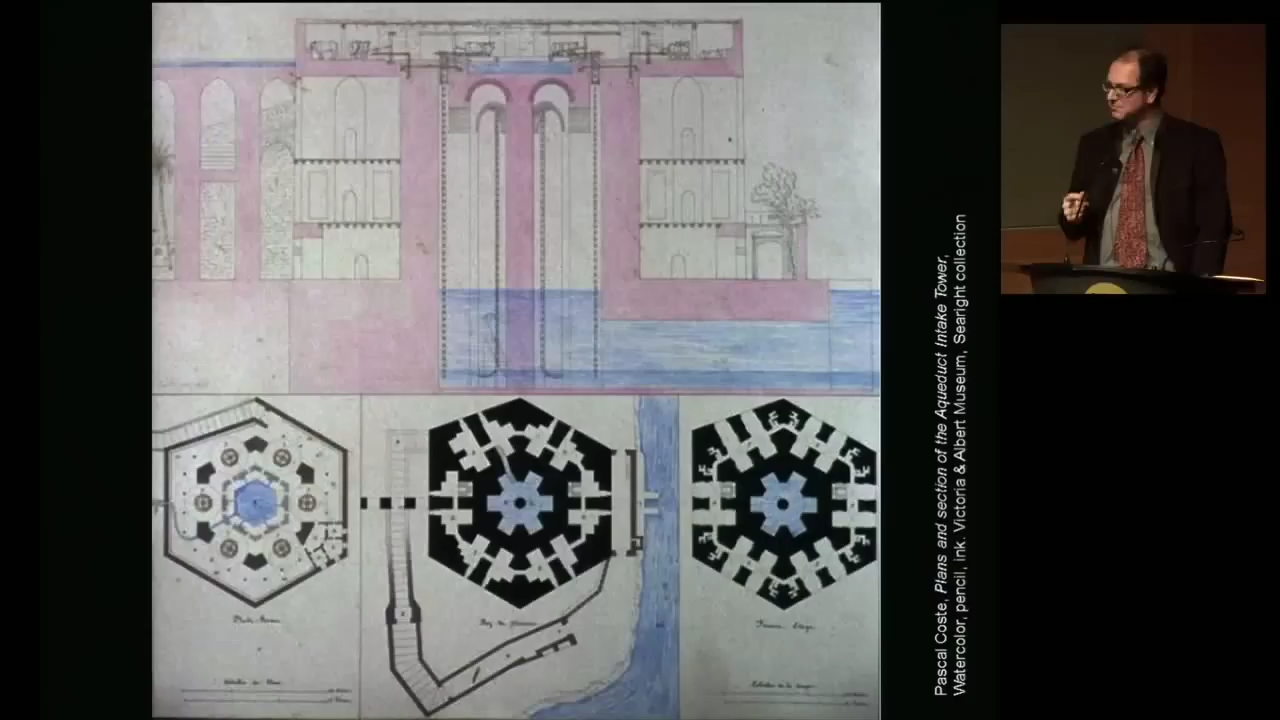 Pascal Coste, Plans and section of the Aqueduct Intake Tower,
Watercolor, pencil, ink. Victoria & Albert Museum, Searight collection